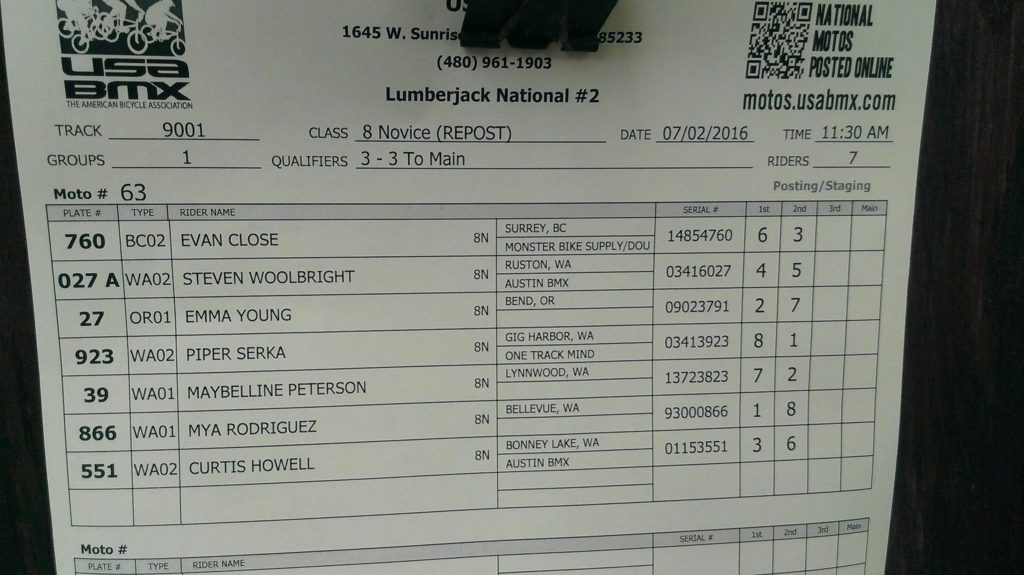 USA
BMX
THE AMERICAN BICYCLE ASSOCIATION
1645 W. 85233
(480) 961-1903
Lumberjack National #2
NATIONAL
MOTOS
POSTED ONLINE
motos.usabmx.com
TRACK 9001 CLASS 8 Novice (REPOST) DATE 07/02/2016 TIME 11:30 AM
GROUPS 1 QUALIFIERS 3 - 3 To Main RIDERS 7
Moto # 63 Posting/Staging
PLATE # TYPE RIDER NAME SERIAL # 1st 2nd 3rd Main
760 BC02 EVAN CLOSE 8N SURREY, BC 14854760 6 3
MONSTER BIKE SUPPLY/DOU
027 A WA02 STEVEN WOOLBRIGHT 8N RUSTON, WA 03416027 4 5
AUSTIN BMX
27 OR01 EMMA YOUNG 8N BEND, OR 09023791 2 7
923 WA02 PIPER SERKA 8N GIG HARBOR, WA 03413923 8 1
ONE TRACK MIND
39 WA01 MAYBELLINE PETERSON 8N LYNNWOOD, WA 13723823 7 2
866 WA01 MYA RODRIGUEZ 8N BELLEVUE, WA 93000866 1 8
551 WA02 CURTIS HOWELL 8N BONNEY LAKE, WA 01153551 3 6
AUSTIN BMX
Moto #
PLATE # TYPE RIDER NAME SERIAL # 1st 2nd 3rd Main